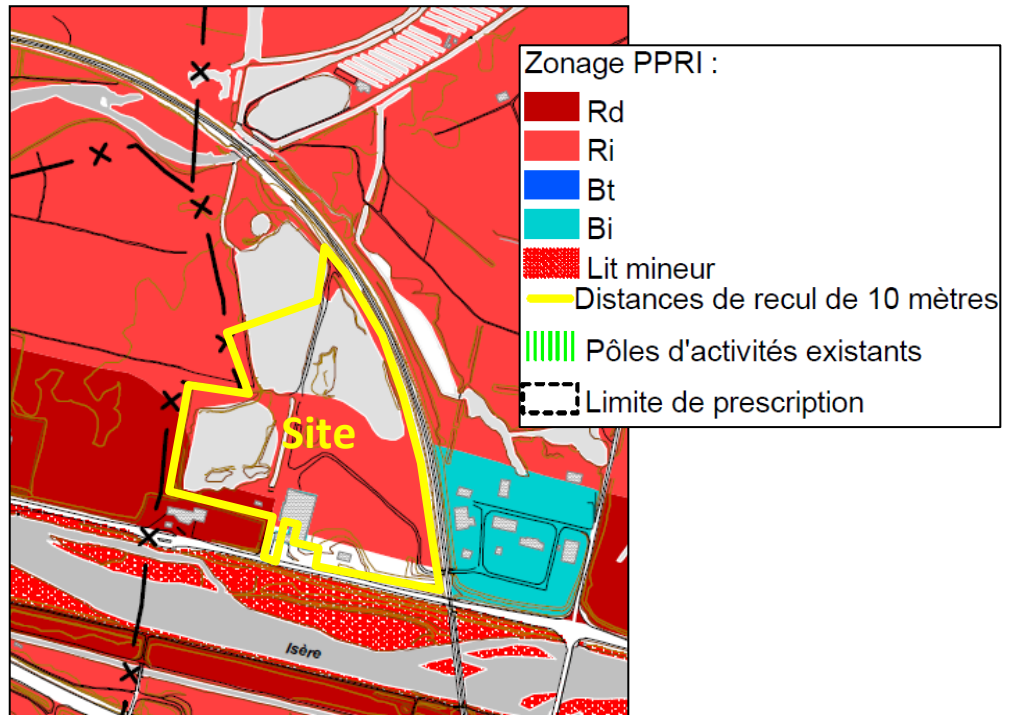 Zonage PPRI :
Rd
Ri
Bt
Bi
Lit mineur
Distances de recul de 10 mètres
Pôles d'activités existants
Limite de prescription
Site
Isère